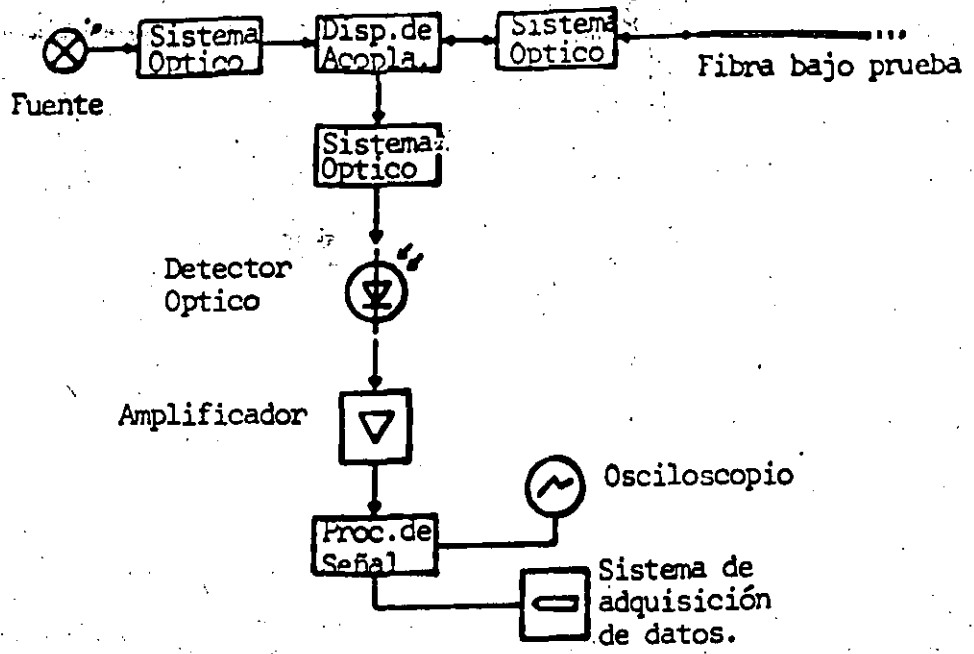 Sistema
Optico
Disp.de
Acopla.
Sistema
Optico
Fibra bajo prueba
Fuente
Sistema
Optico
Detector
Optico
Amplificador
Osciloscopio
Proc.de
Señal
Sistema de
adquisición
de datos.